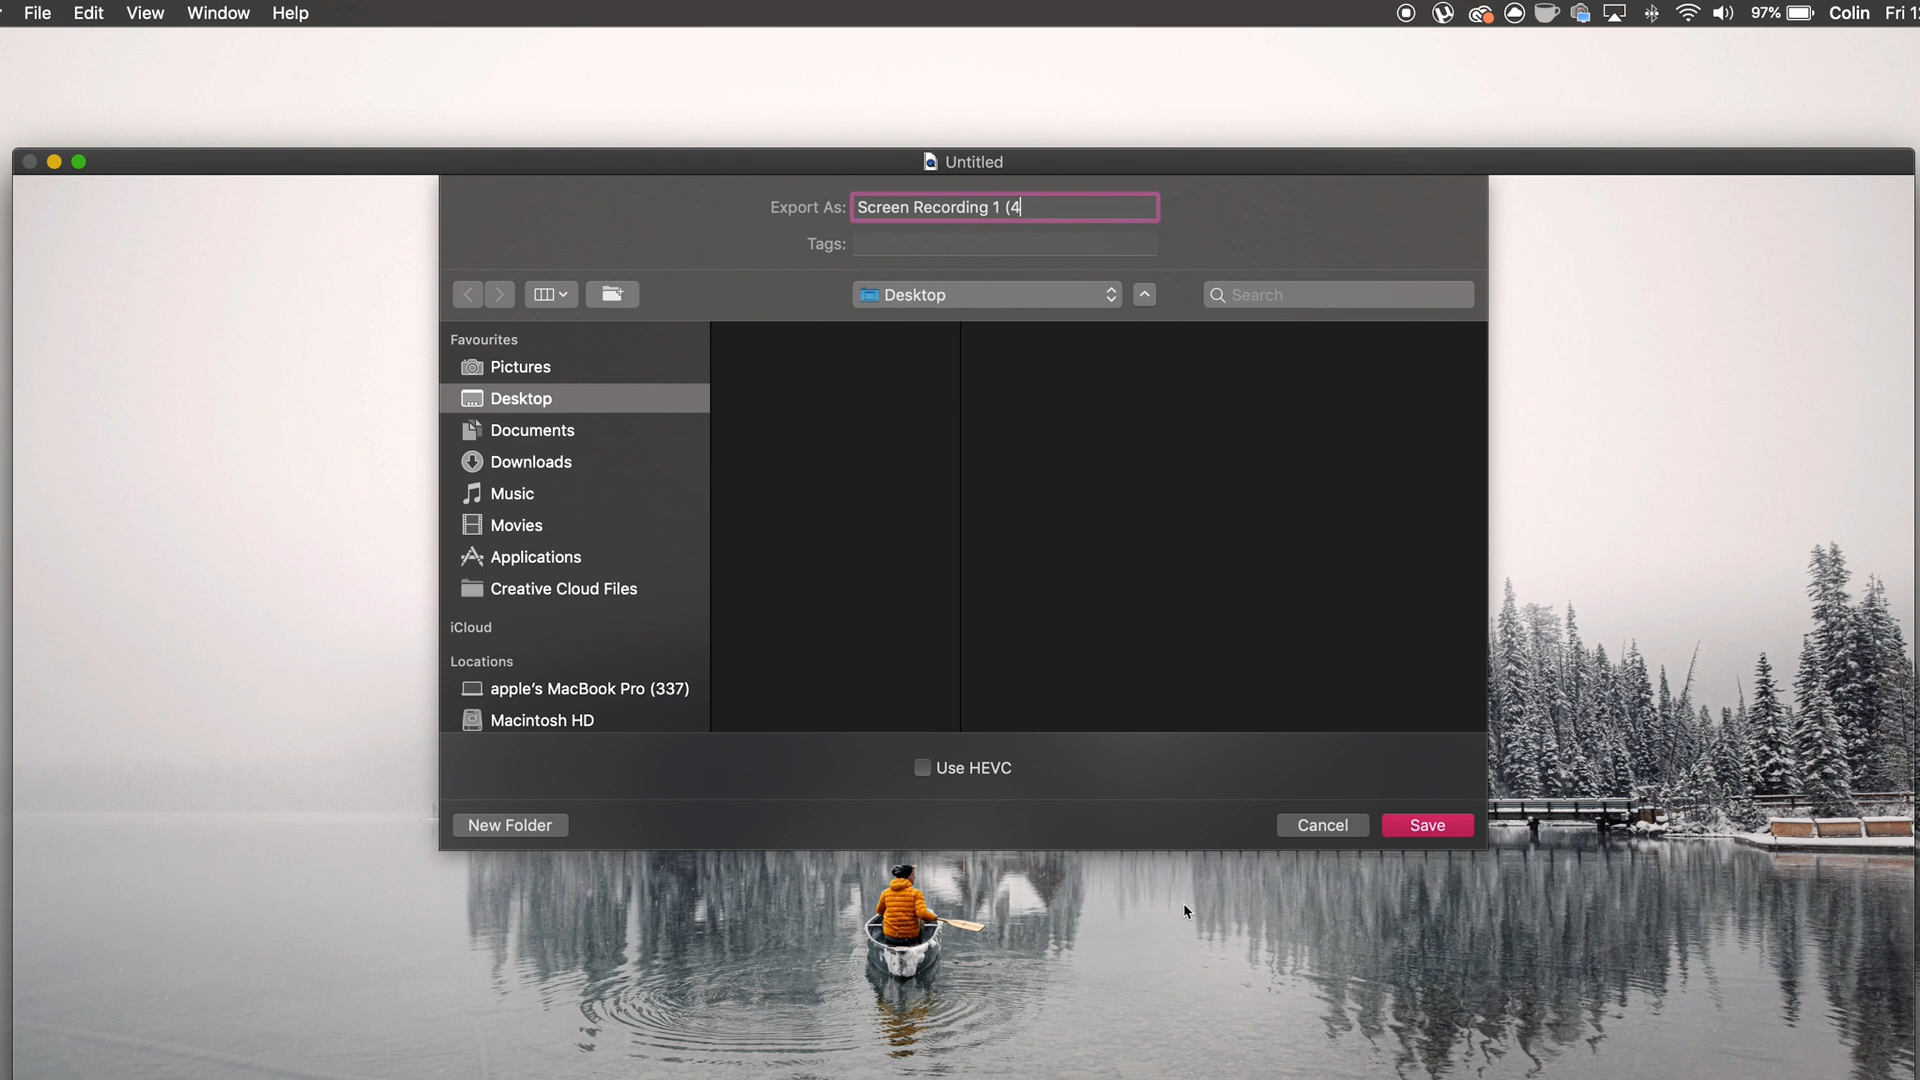 File Edit View Window Help 97% Colin Fri 1
Untitled
Export As: Screen Recording 1 (4
Tags:
Desktop Search
Favourites
Pictures
Desktop
Documents
Downloads
Music
Movies
Applications
Creative Cloud Files
iCloud
Locations
apple's MacBook Pro (337)
Macintosh HD
Use HEVC
New Folder Cancel Save